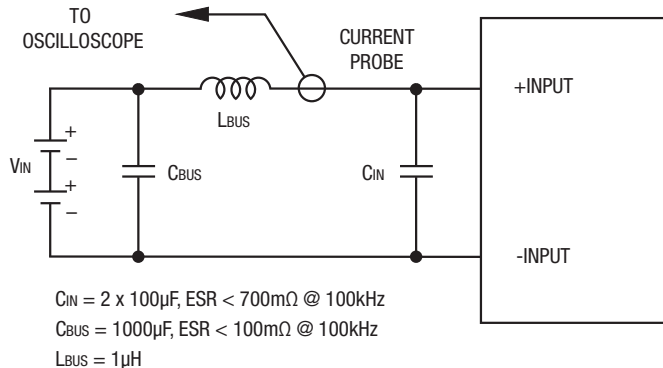 TO
OSCILLOSCOPE
CURRENT
PROBE
+INPUT
LBUS
VIN
+
−
+
−
CBUS
CIN
-INPUT
CIN = 2 x 100µF, ESR < 700mΩ @ 100kHz
CBUS = 1000µF, ESR < 100mΩ @ 100kHz
LBUS = 1µH